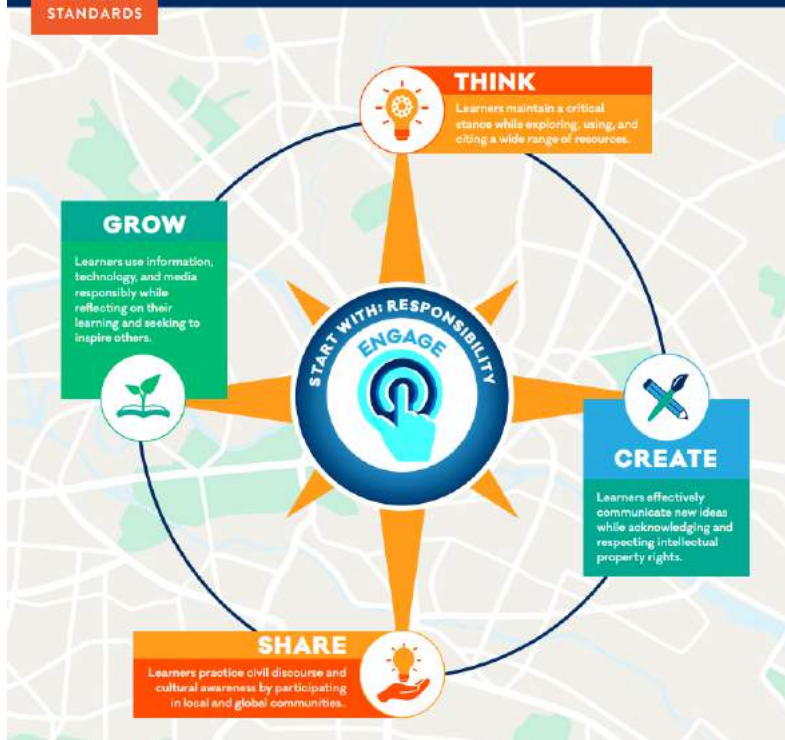 STANDARDS
THINK
Learners maintain a critical
stance while exploring, using, and
citing a wide range of resources.
GROW
Learners use information,
technology, and media
responsibly while
reflecting on their
learning and seeking to
inspire others.
START WITH: RESPONSIBILITY
ENGAGE
CREATE
Learners effectively
communicate new ideas
while acknowledging and
respecting intellectual
property rights.
SHARE
Learners practice civil discourse and
cultural awareness by participating
in local and global communities..